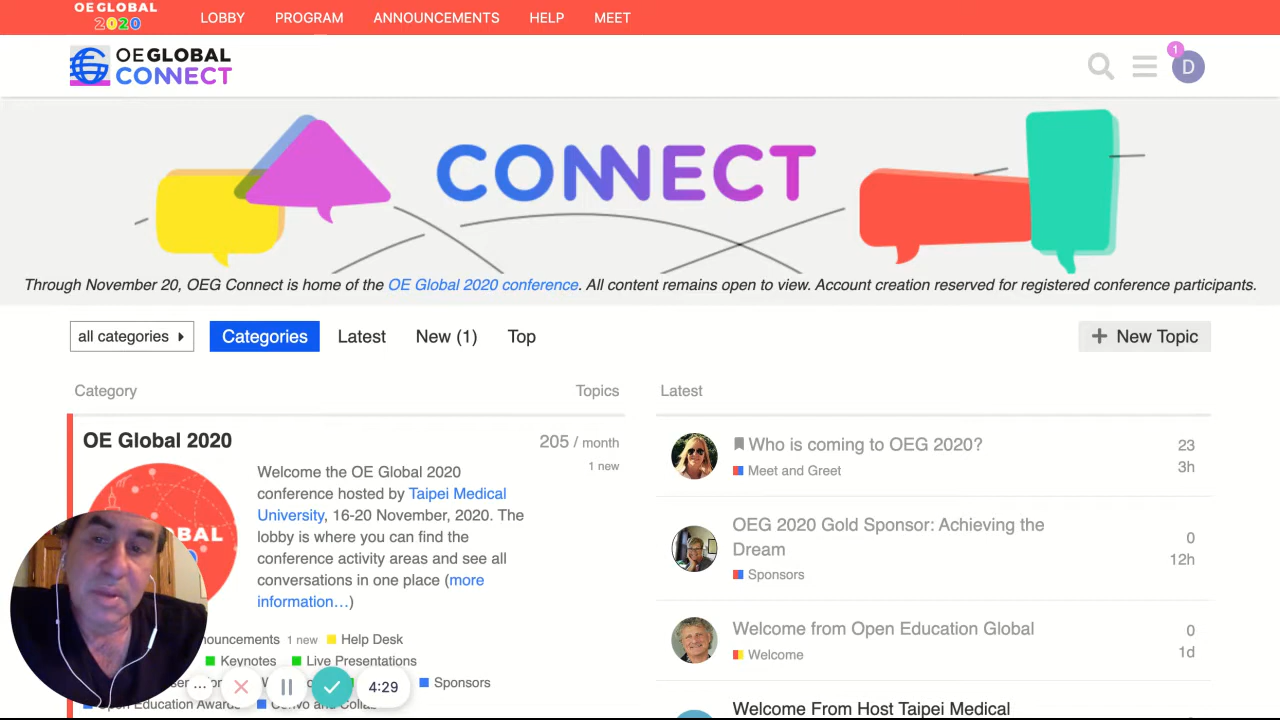 OEGLOBAL
2020
LOBBY PROGRAM ANNOUNCEMENTS HELP MEET
OEGLOBAL
CONNECT
1
D
CONNECT
Through November 20, OEG Connect is home of the OE Global 2020 conference. All content remains open to view. Account creation reserved for registered conference participants.
all categories Categories Latest New (1) Top + New Topic
Category Topics
OE Global 2020 205 / month
1 new
Welcome the OE Global 2020
conference hosted by Taipei Medical
University, 16-20 November, 2020. The
lobby is where you can find the
conference activity areas and see all
conversations in one place (more
information…)
BAL
ouncements 1 new Help Desk
Keynotes Live Presentations
Sponsors
Open Education Awards
4:29
Latest
Who is coming to OEG 2020? 23
Meet and Greet 3h
OEG 2020 Gold Sponsor: Achieving the 0
Dream 12h
Sponsors
Welcome from Open Education Global 0
Welcome 1d
Welcome From Host Taipei Medical